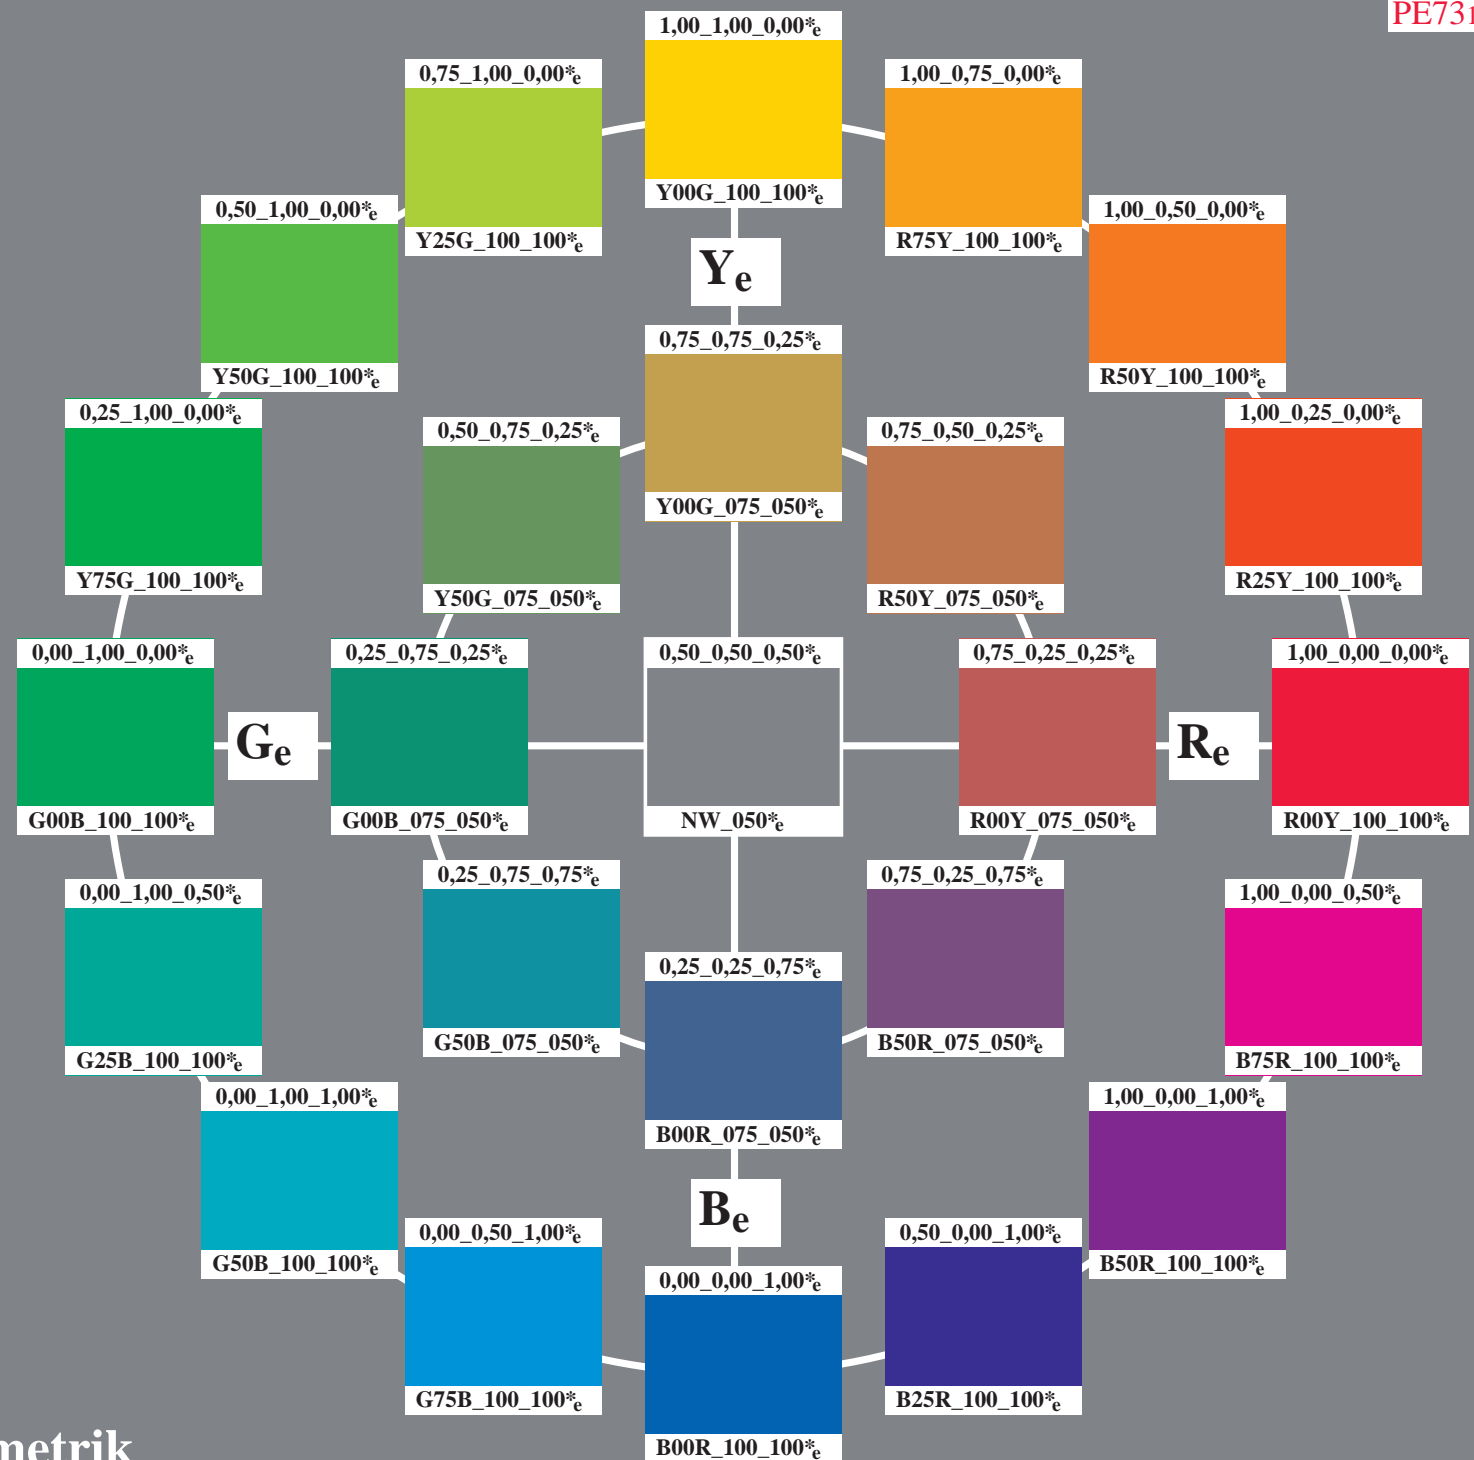 PE731
1,00_1,00_0,00*e
0,75_1,00_0,00*e
1,00_0,75_0,00*e
Y00G_100_100*e
0,50_1,00_0,00*e
1,00_0,50_0,00*e
Y25G_100_100*e
R75Y_100_100*e
Ye
0,75_0,75_0,25*e
Y50G_100_100*e
R50Y_100_100*e
0,25_1,00_0,00*e
1,00_0,25_0,00*e
0,50_0,75_0,25*e
0,75_0,50_0,25*e
Y00G_075_050*e
Y75G_100_100*e
R25Y_100_100*e
Y50G_075_050*e
R50Y_075_050*e
0,00_1,00_0,00*e
0,25_0,75_0,25*e
0,50_0,50_0,50*e
0,75_0,25_0,25*e
1,00_0,00_0,00*e
Ge
Re
G00B_100_100*e
G00B_075_050*e
NW_050*e
R00Y_075_050*e
R00Y_100_100*e
0,25_0,75_0,75*e
0,75_0,25_0,75*e
0,00_1,00_0,50*e
1,00_0,00_0,50*e
0,25_0,25_0,75*e
G50B_075_050*e
B50R_075_050*e
G25B_100_100*e
B75R_100_100*e
0,00_1,00_1,00*e
1,00_0,00_1,00*e
B00R_075_050*e
Be
0,00_0,50_1,00*e
0,50_0,00_1,00*e
G50B_100_100*e
B50R_100_100*e
0,00_0,00_1,00*e
G75B_100_100*e
B25R_100_100*e
metrik
B00R_100_100*e